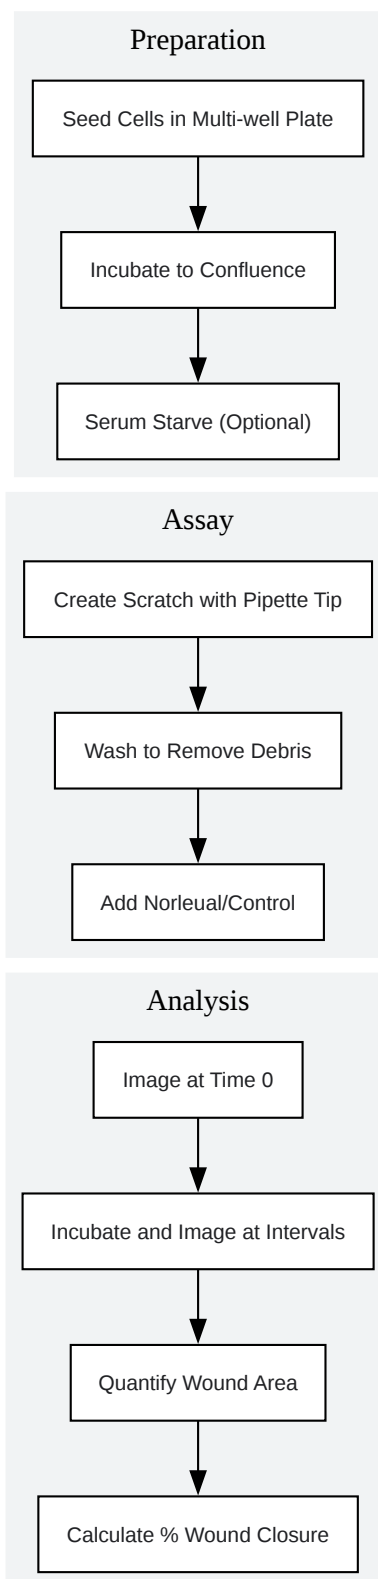 Preparation
Seed Cells in Multi-well Plate
Incubate to Confluence
Serum Starve (Optional)
Assay
Create Scratch with Pipette Tip
Wash to Remove Debris
Add Norleual/Control
Analysis
Image at Time 0
Incubate and Image at Intervals
Quantify Wound Area
Calculate % Wound Closure